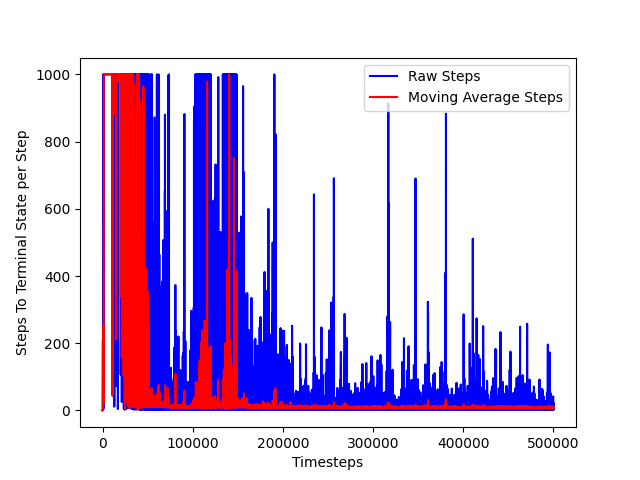 Raw Steps
Moving Average Steps
Steps To Terminal State per Step
1000
800
600
400
200
0
0 100000 200000 300000 400000 500000
Timesteps